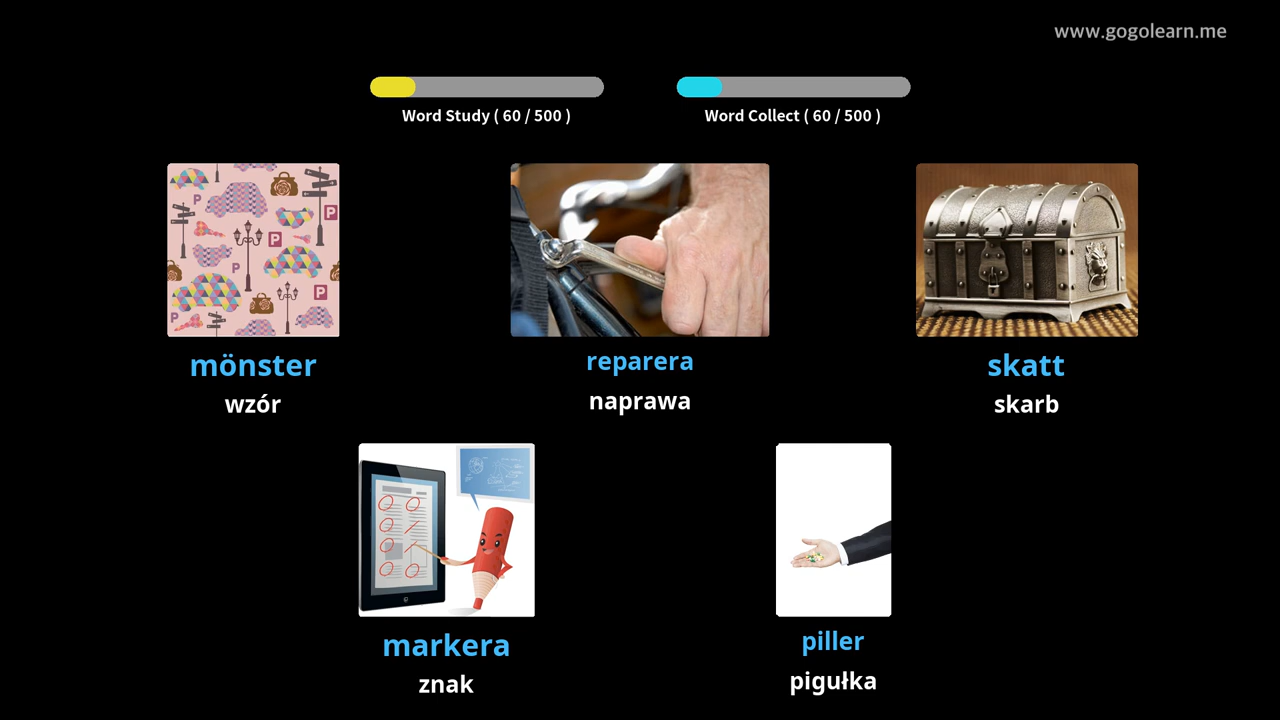 www.gogolearn.me
Word Study ( 60 / 500 )
Word Collect ( 60 / 500 )
P
P
P
P
P
P
mönster
wzór
reparera
naprawa
skatt
skarb
markera
znak
piller
pigułka